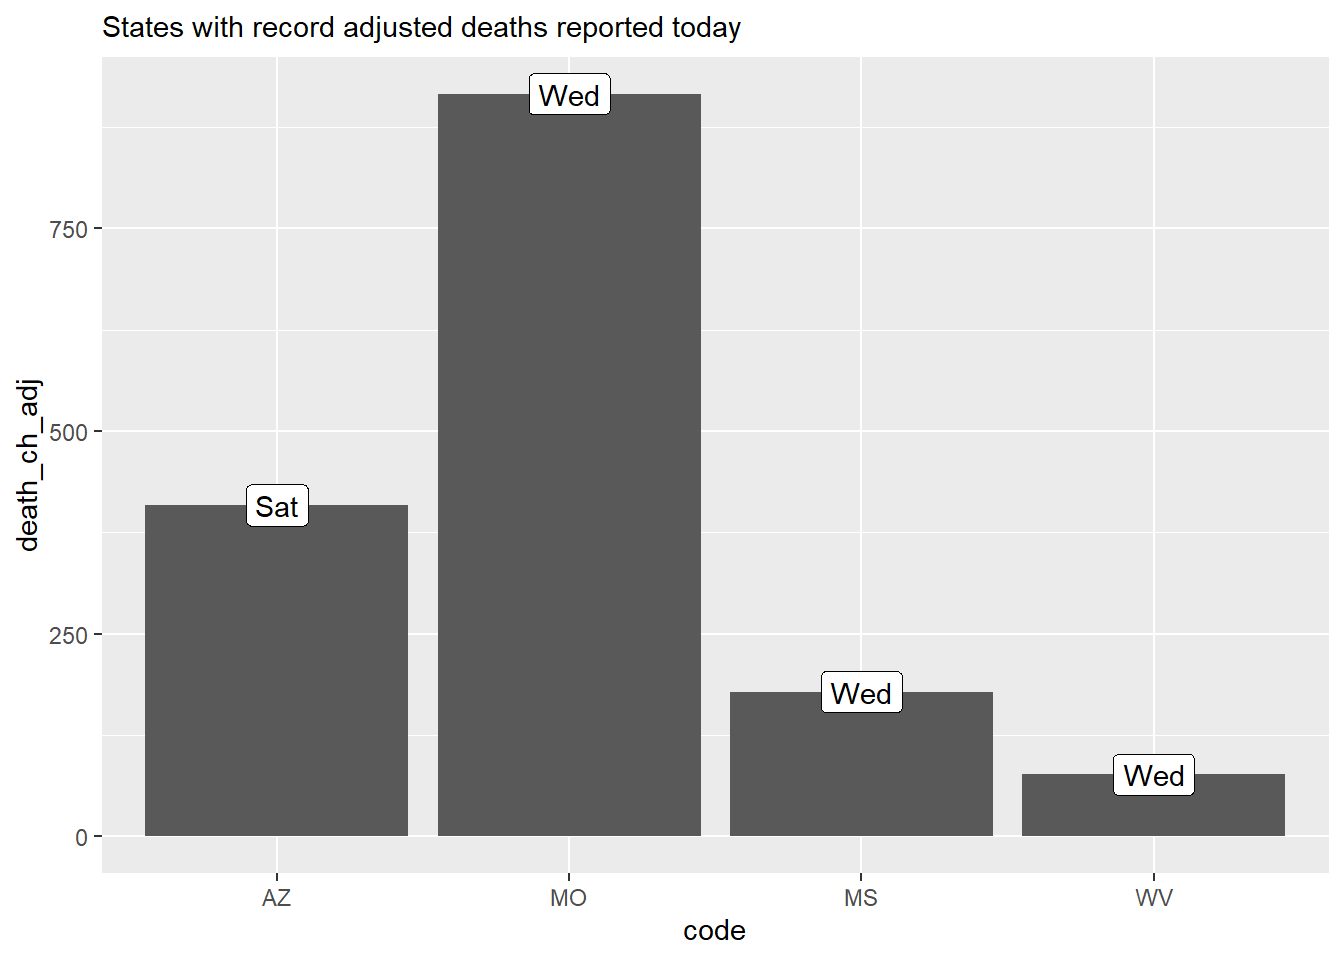 States with record adjusted deaths reported today
death_ch_adj
750
500
250
0
Sat
Wed
Wed
Wed
AZ
MO
MS
WV
code